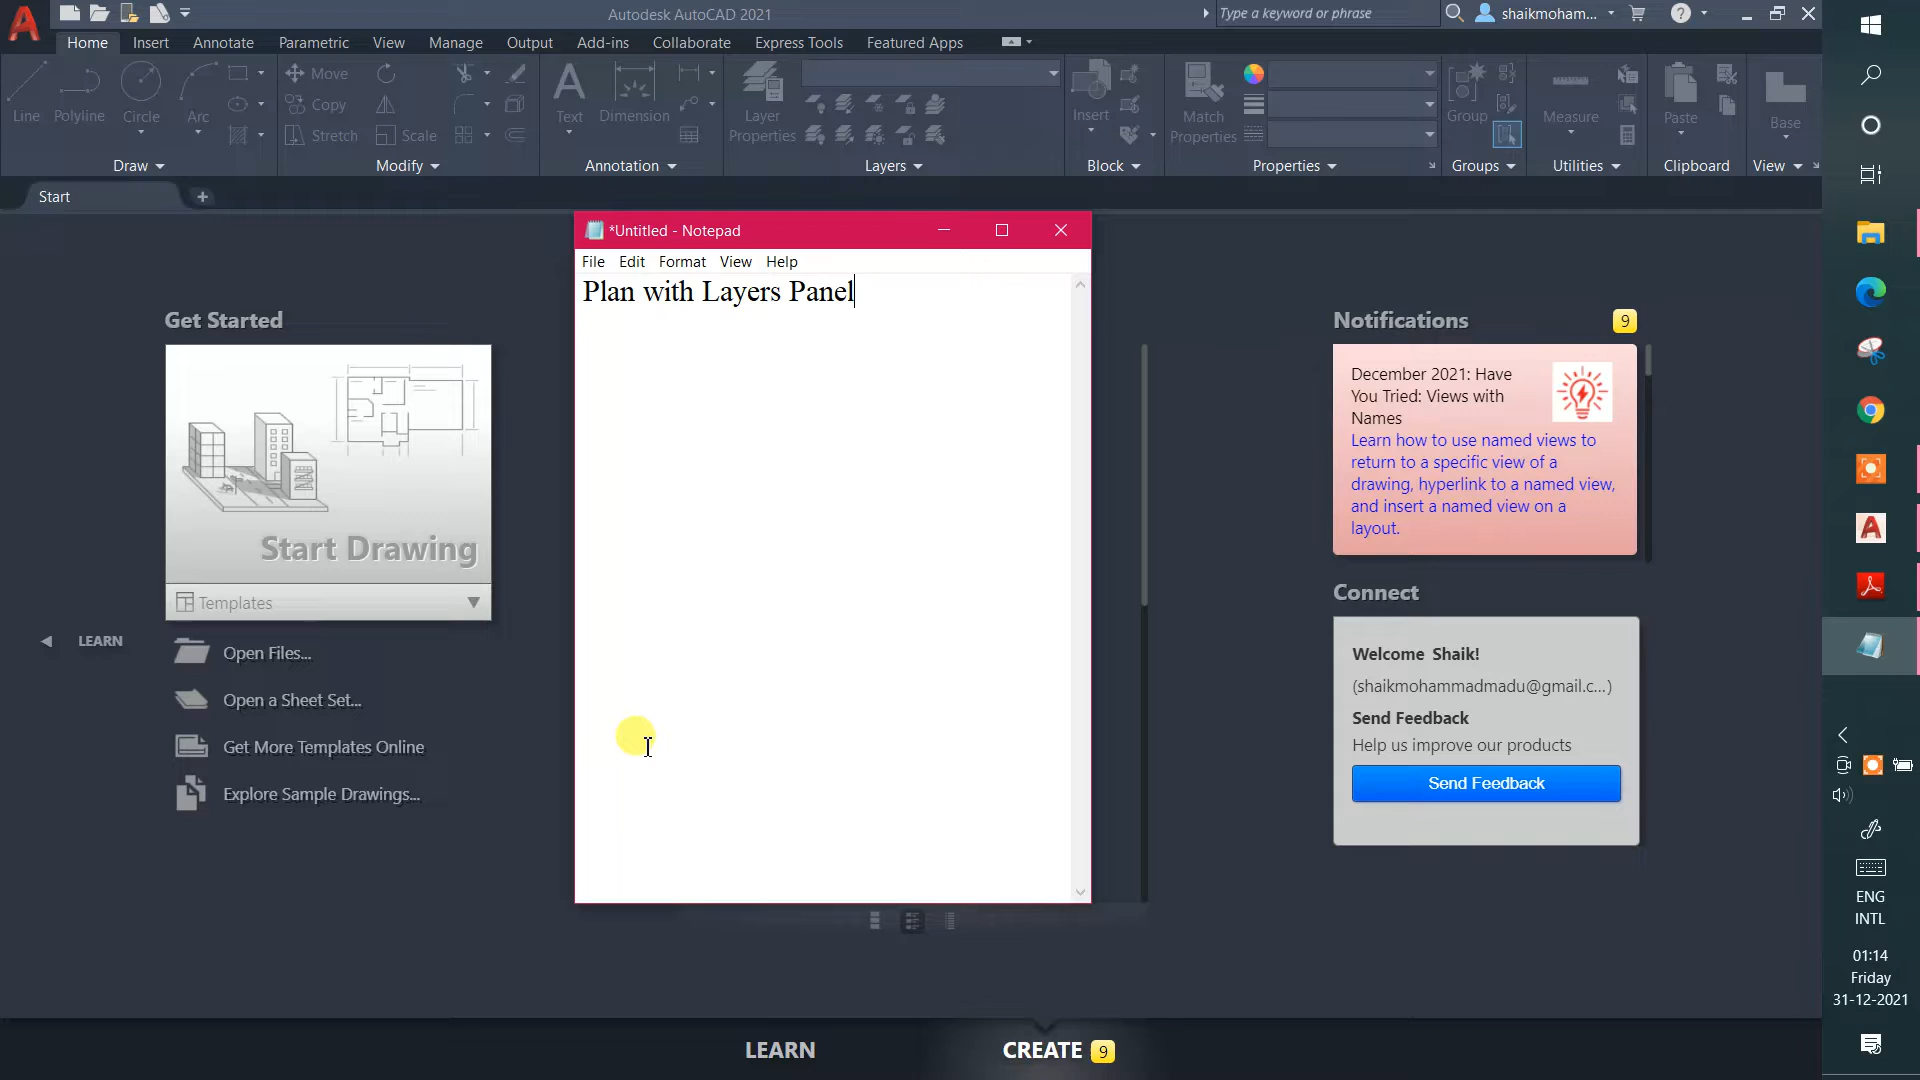 Autodesk AutoCAD 2021
Type a keyword or phrase
shaikmoham...
Home Insert Annotate Parametric View Manage Output Add-ins Collaborate Express Tools Featured Apps
Line Polyline Circle Arc
Move
Copy
Stretch Scale
Text Dimension
Layer
Properties
Insert
Match
Properties
Group
Measure
Paste
Base
Draw Modify Annotation Layers Block Properties Groups Utilities Clipboard View
Start
*Untitled - Notepad
File Edit Format View Help
Plan with Layers Panel
Get Started
Start Drawing
Templates
LEARN
Open Files...
Open a Sheet Set...
Get More Templates Online
Explore Sample Drawings...
Notifications 9
December 2021: Have
You Tried: Views with
Names
Learn how to use named views to
return to a specific view of a
drawing, hyperlink to a named view,
and insert a named view on a
layout.
Connect
Welcome Shaik!
(shaikmohammadmadu@gmail.c...)
Send Feedback
Help us improve our products
Send Feedback
LEARN
CREATE 9
ENG
INTL
01:14
Friday
31-12-2021